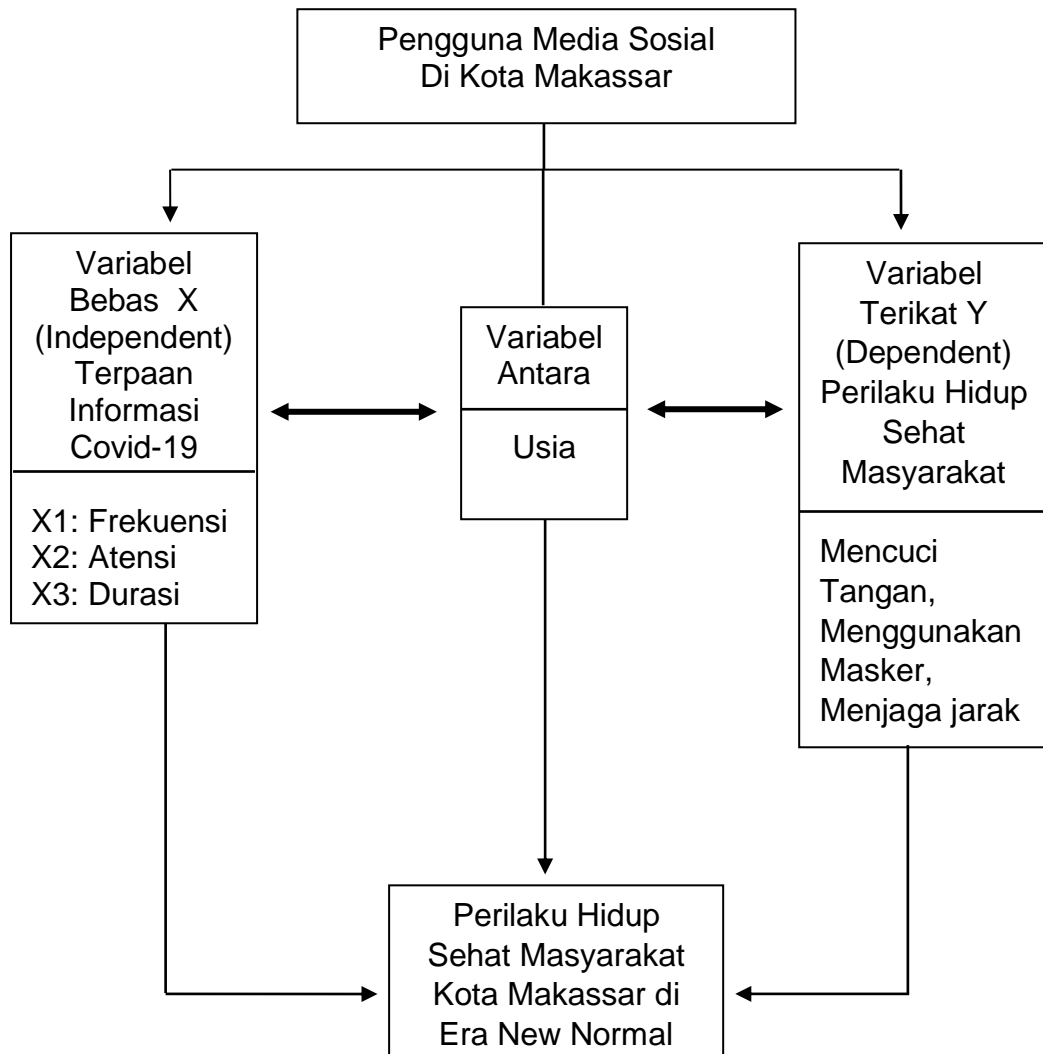 Pengguna Media Sosial
Di Kota Makassar
Variabel
Bebas X
(Independent)
Terpaan
Informasi
Covid-19
X1: Frekuensi
X2: Atensi
X3: Durasi
Variabel
Antara
Usia
Variabel
Terikat Y
(Dependent)
Perilaku Hidup
Sehat
Masyarakat
Mencuci
Tangan,
Menggunakan
Masker,
Menjaga jarak
Perilaku Hidup
Sehat Masyarakat
Kota Makassar di
Era New Normal